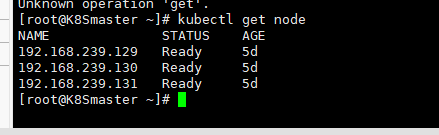 Unknown operation 'get'.
[root@K8Smaster ~]# kubectl get node
NAME STATUS AGE
192.168.239.129 Ready 5d
192.168.239.130 Ready 5d
192.168.239.131 Ready 5d
[root@K8Smaster ~]#